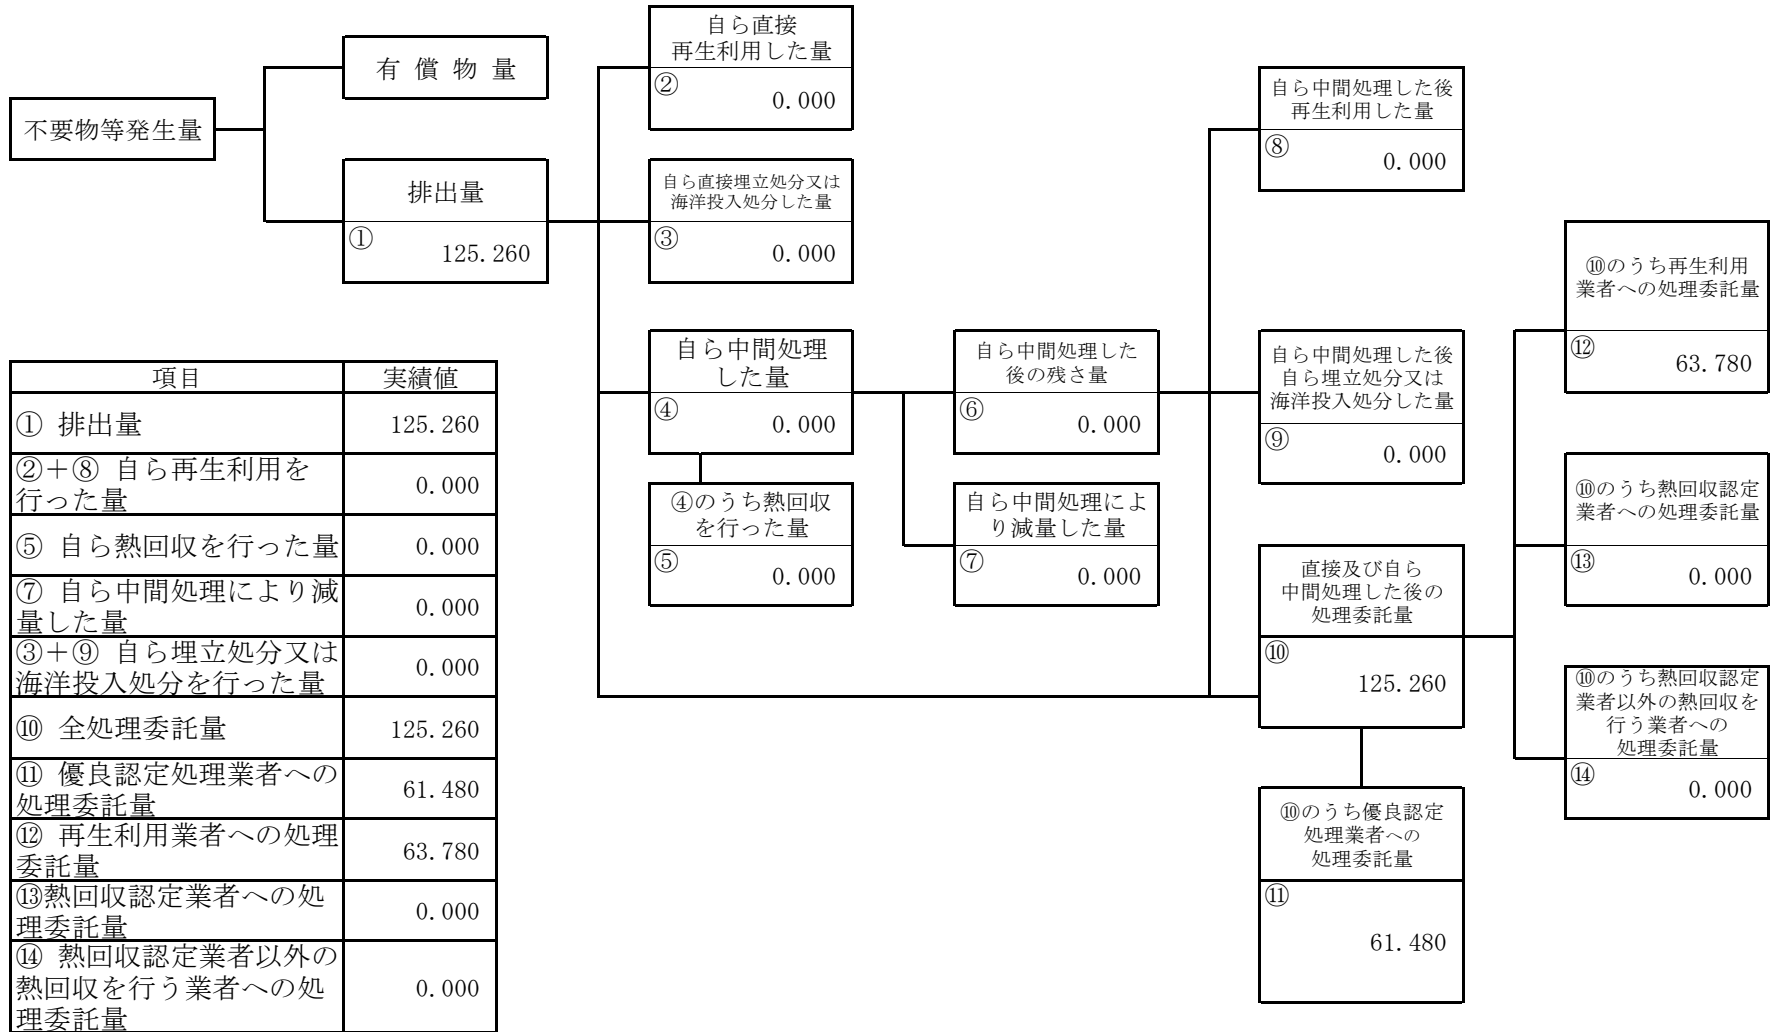 不要物等発生量
有 償 物 量
排出量
①
125.260
自ら直接
再生利用した量
②
0.000
自ら直接埋立処分又は
海洋投入処分した量
③
0.000
自ら中間処理
した量
④
0.000
④のうち熱回収
を行った量
⑤
0.000
自ら中間処理した
後の残さ量
⑥
0.000
自ら中間処理によ
り減量した量
⑦
0.000
自ら中間処理した後
再生利用した量
⑧
0.000
自ら中間処理した後
自ら埋立処分又は
海洋投入処分した量
⑨
0.000
直接及び自ら
中間処理した後の
処理委託量
⑩
125.260
⑩のうち優良認定
処理業者への
処理委託量
⑪
61.480
⑩のうち再生利用
業者への処理委託量
⑫
63.780
⑩のうち熱回収認定
業者への処理委託量
⑬
0.000
⑩のうち熱回収認定
業者以外の熱回収を
行う業者への
処理委託量
⑭
0.000
項目 実績値
① 排出量 125.260
②＋⑧ 自ら再生利用を
行った量 0.000
⑤ 自ら熱回収を行った量 0.000
⑦ 自ら中間処理により減
量した量 0.000
③＋⑨ 自ら埋立処分又は
海洋投入処分を行った量 0.000
⑩ 全処理委託量 125.260
⑪ 優良認定処理業者への
処理委託量 61.480
⑫ 再生利用業者への処理
委託量 63.780
⑬熱回収認定業者への処
理委託量 0.000
⑭ 熱回収認定業者以外の
熱回収を行う業者への処
理委託量 0.000